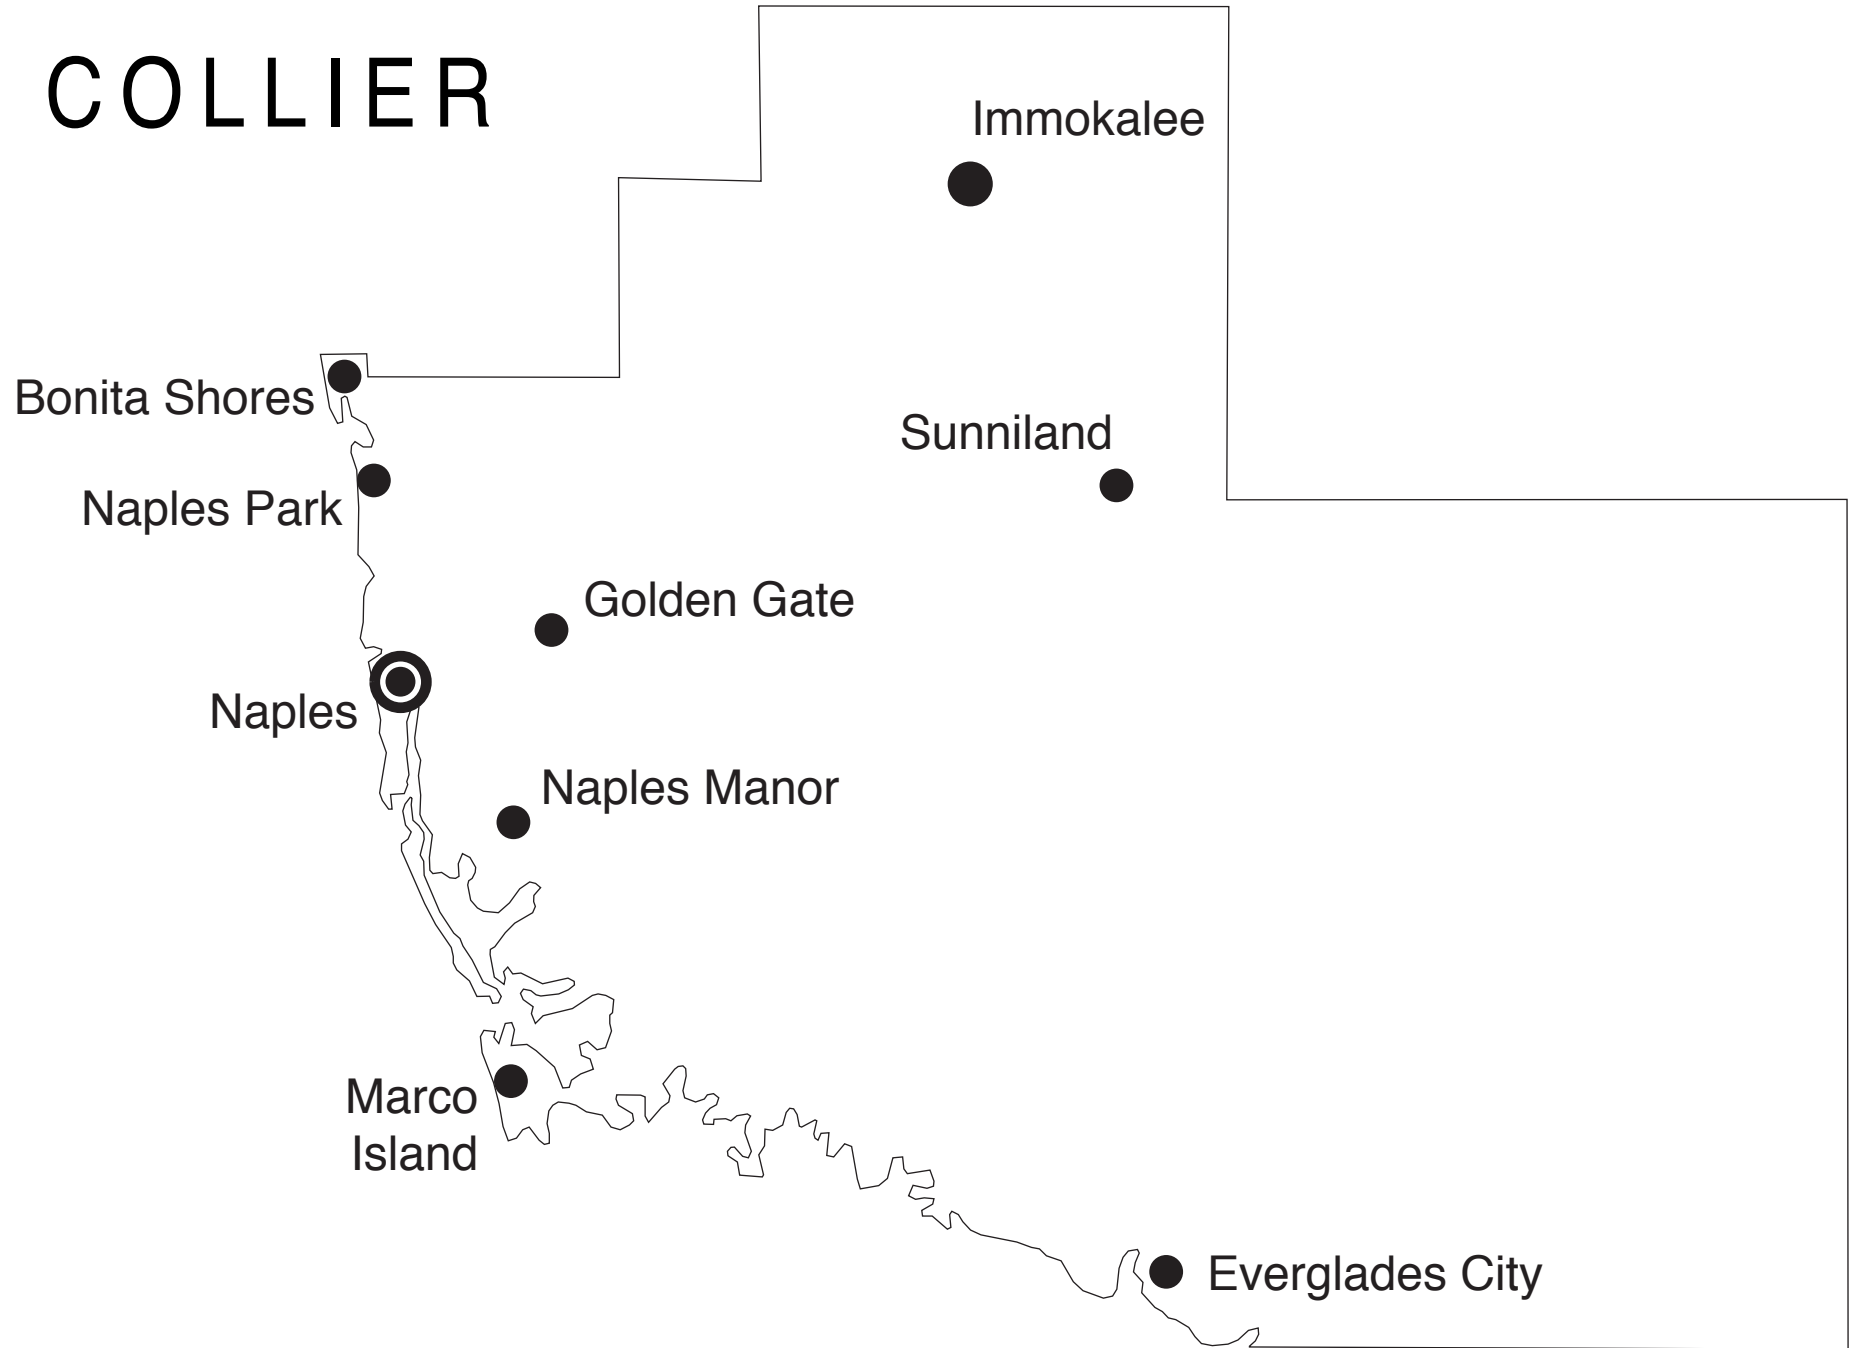 COLLIER
Immokalee
Bonita Shores
Sunniland
Naples Park
Golden Gate
Naples
Naples Manor
Marco
Island
Everglades City